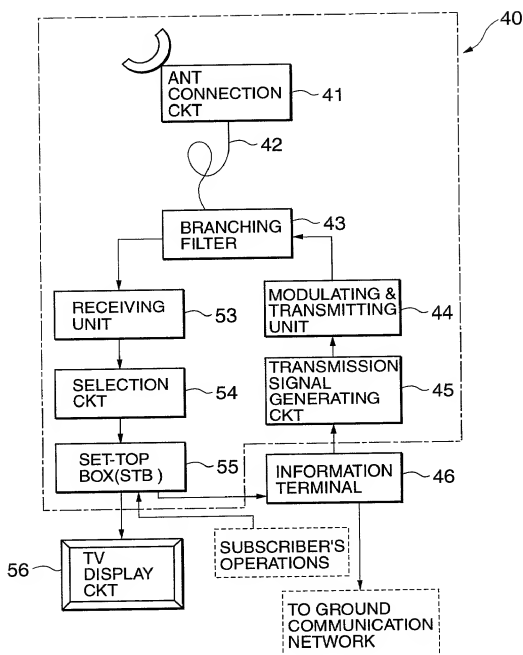 40
ANT
CONNECTION
CKT
41
42
BRANCHING
FILTER
43
RECEIVING
UNIT
53
MODULATING &
TRANSMITTING
UNIT
44
SELECTION
CKT
54
TRANSMISSION
SIGNAL
GENERATING
CKT
45
SET-TOP
BOX(STB )
55
INFORMATION
TERMINAL
46
56
TV
DISPLAY
CKT
SUBSCRIBER'S
OPERATIONS
TO GROUND
COMMUNICATION
NETWORK